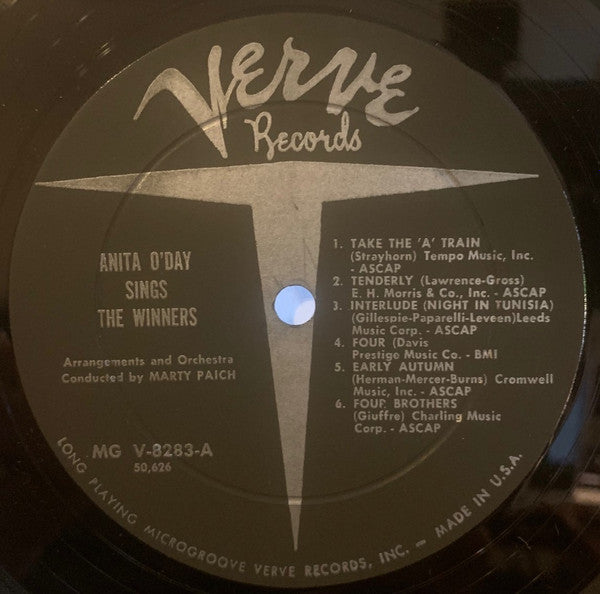 Verve
Records
ANITA O'DAY
SINGS
THE WINNERS
Arrangements and Orchestra
Conducted by MARTY PAICH
MG V-8283-A
50,626
1. TAKE THE 'A' TRAIN
(Strayhorn) Tempo Music, Inc.
- ASCAP
2. TENDERLY (Lawrence-Gross)
E. H. Morris & Co., Inc. - ASCAP
3. INTERLUDE (NIGHT IN TUNISIA)
(Gillespie-Paparelli-Leveen)Leeds
Music Corp. - ASCAP
4. FOUR (Davis
Prestige Music Co. - BMI
5. EARLY AUTUMN
(Herman-Mercer-Burns) Cromwell
Music, Inc. - ASCAP
6. FOUR BROTHERS
(Giuffre) Charling Music
Corp. - ASCAP
LONG PLAYING MICROGROOVE VERVE RECORDS, INC. — MADE IN U.S.A.